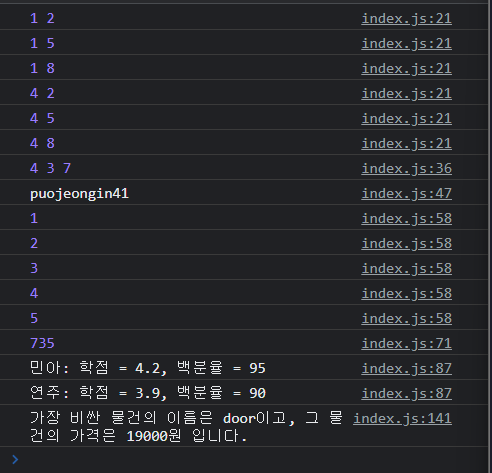 1 2 index.js:21
1 5 index.js:21
1 8 index.js:21
4 2 index.js:21
4 5 index.js:21
4 8 index.js:21
4 3 7 index.js:36
puojeongin41 index.js:47
1 index.js:58
2 index.js:58
3 index.js:58
4 index.js:58
5 index.js:58
735 index.js:71
민아: 학점 = 4.2, 백분율 = 95 index.js:87
연주: 학점 = 3.9, 백분율 = 90 index.js:87
가장 비싼 물건의 이름은 door이고, 그 물 index.js:141
건의 가격은 19000원 입니다.